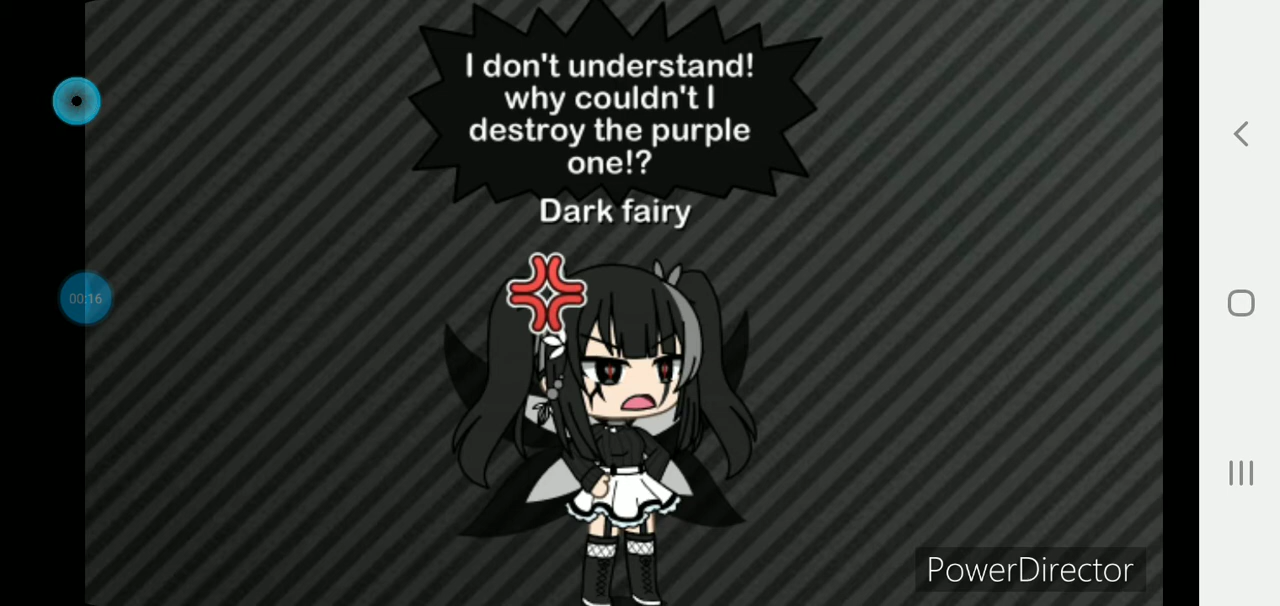 I don't understand!
why couldn't I
destroy the purple
one!?
Dark fairy
00:16
PowerDirector